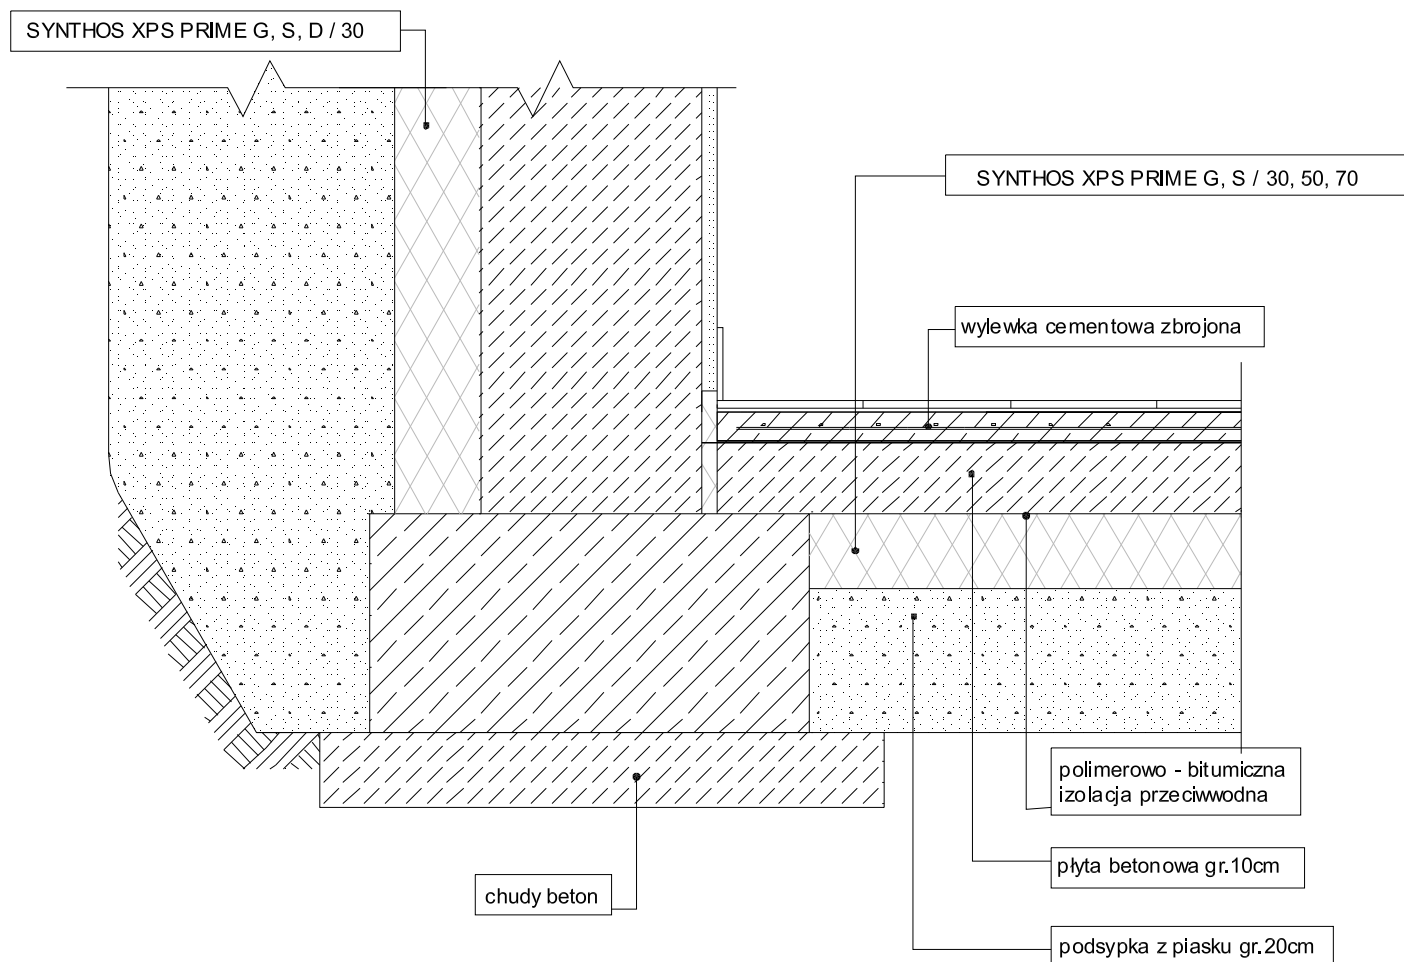 SYNTHOS XPS PRIME G, S, D / 30
SYNTHOS XPS PRIME G, S / 30, 50, 70
wylewka cementowa zbrojona
polimerowo - bitumiczna
izolacja przeciwwodna
płyta betonowa gr.10cm
chudy beton
podsypka z piasku gr.20cm